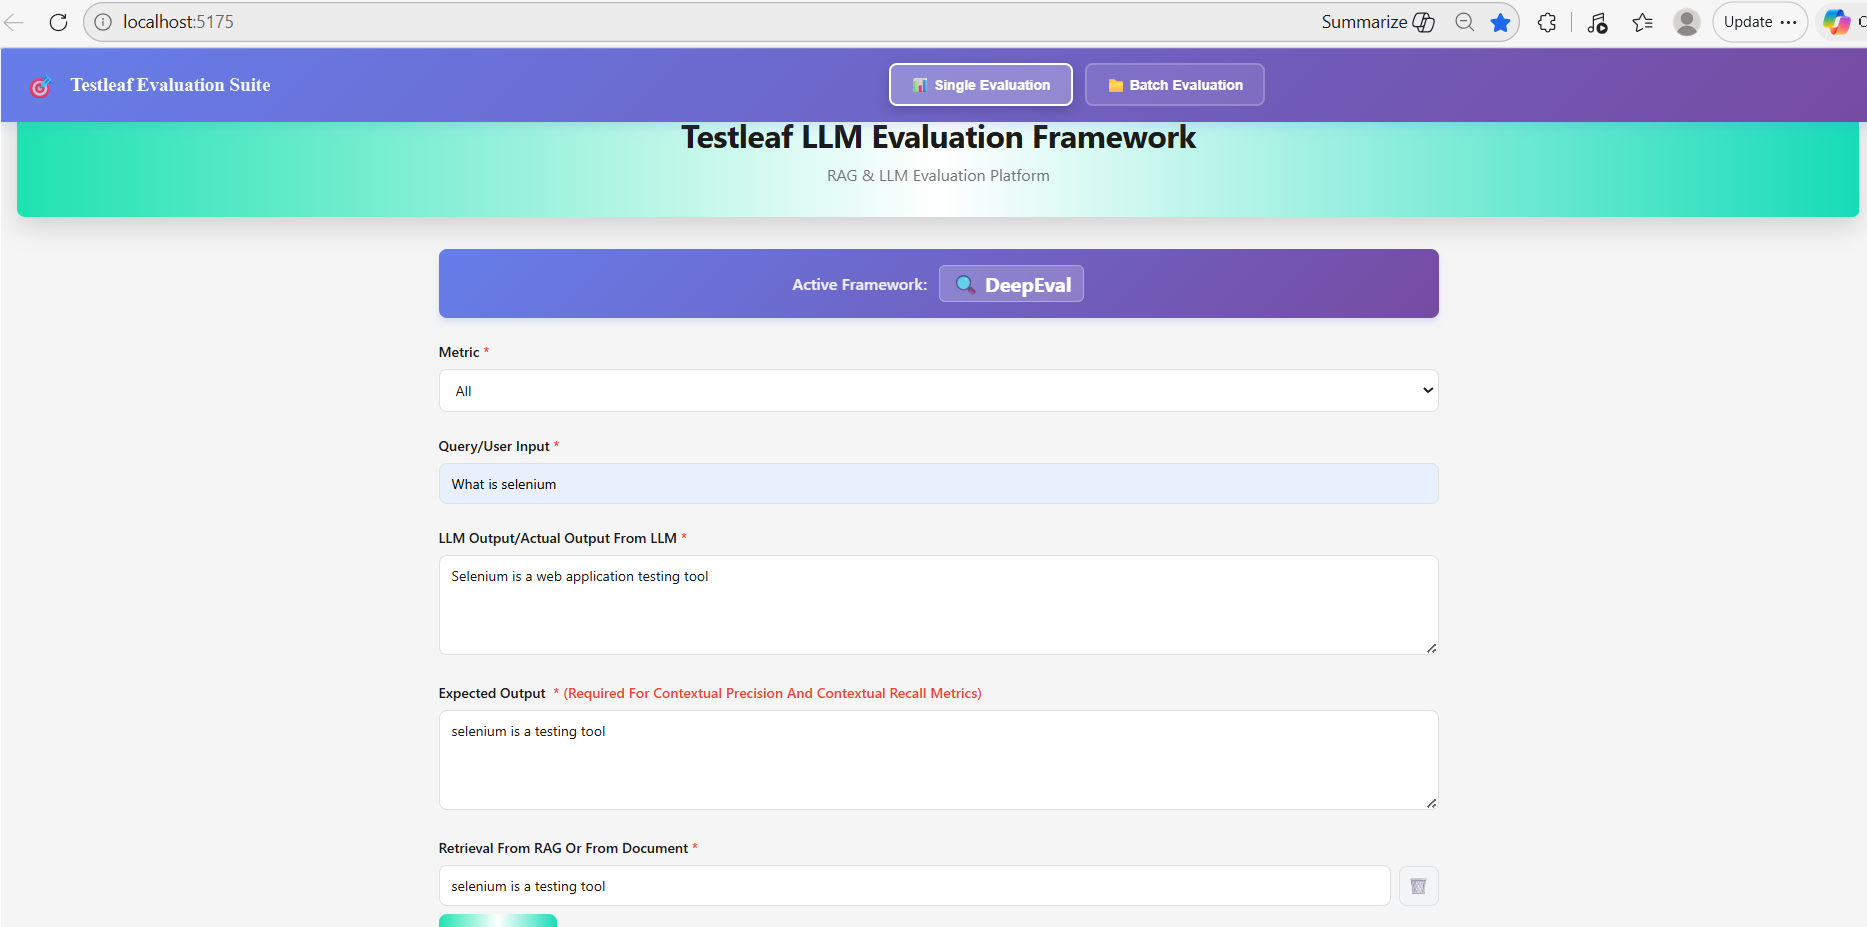 localhost:5175
Summarize
Update
Testleaf Evaluation Suite
Single Evaluation
Batch Evaluation
Testleaf LLM Evaluation Framework
RAG & LLM Evaluation Platform
Active Framework:
DeepEval
Metric *
All
Query/User Input *
What is selenium
LLM Output/Actual Output From LLM *
Selenium is a web application testing tool
Expected Output * (Required For Contextual Precision And Contextual Recall Metrics)
selenium is a testing tool
Retrieval From RAG Or From Document *
selenium is a testing tool